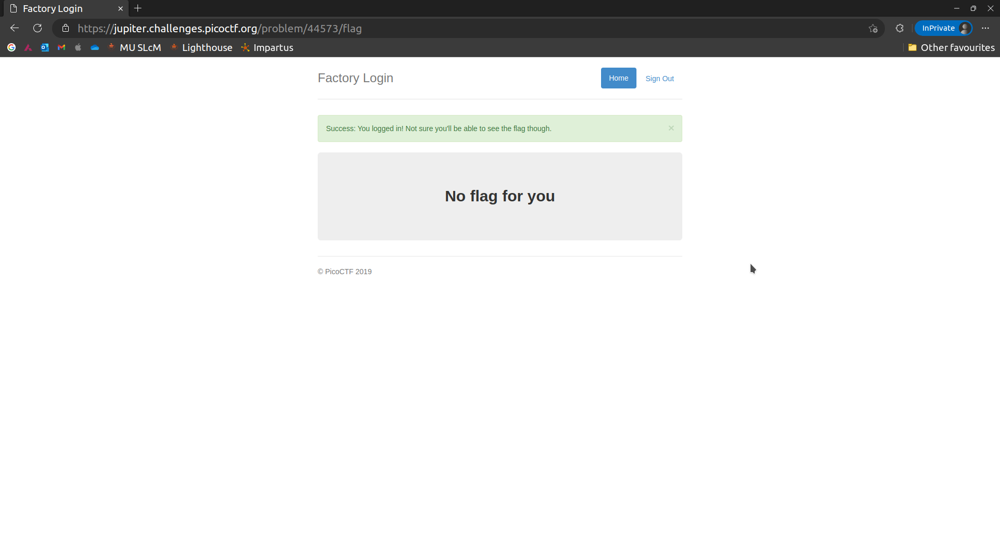 Factory Login
https://jupiter.challenges.picoctf.org/problem/44573/flag
InPrivate
MU SLcM
Lighthouse
Impartus
Other favourites
Factory Login
Home
Sign Out
Success: You logged in! Not sure you'll be able to see the flag though.
No flag for you
© PicoCTF 2019